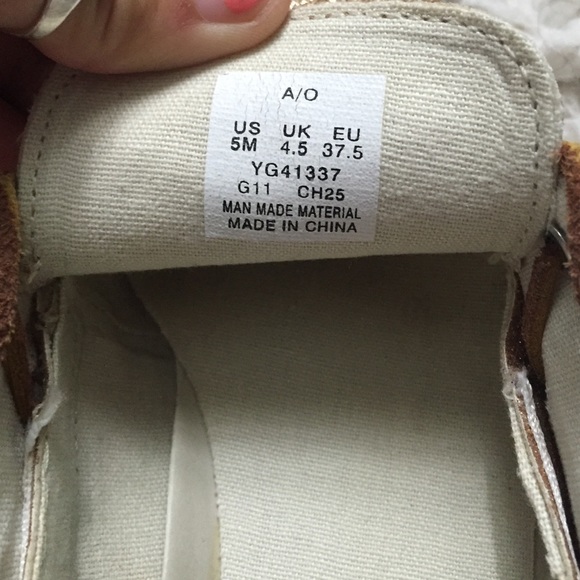 A/O
US UK EU
5M 4.5 37.5
YG41337
G11 CH25
MAN MADE MATERIAL
MADE IN CHINA